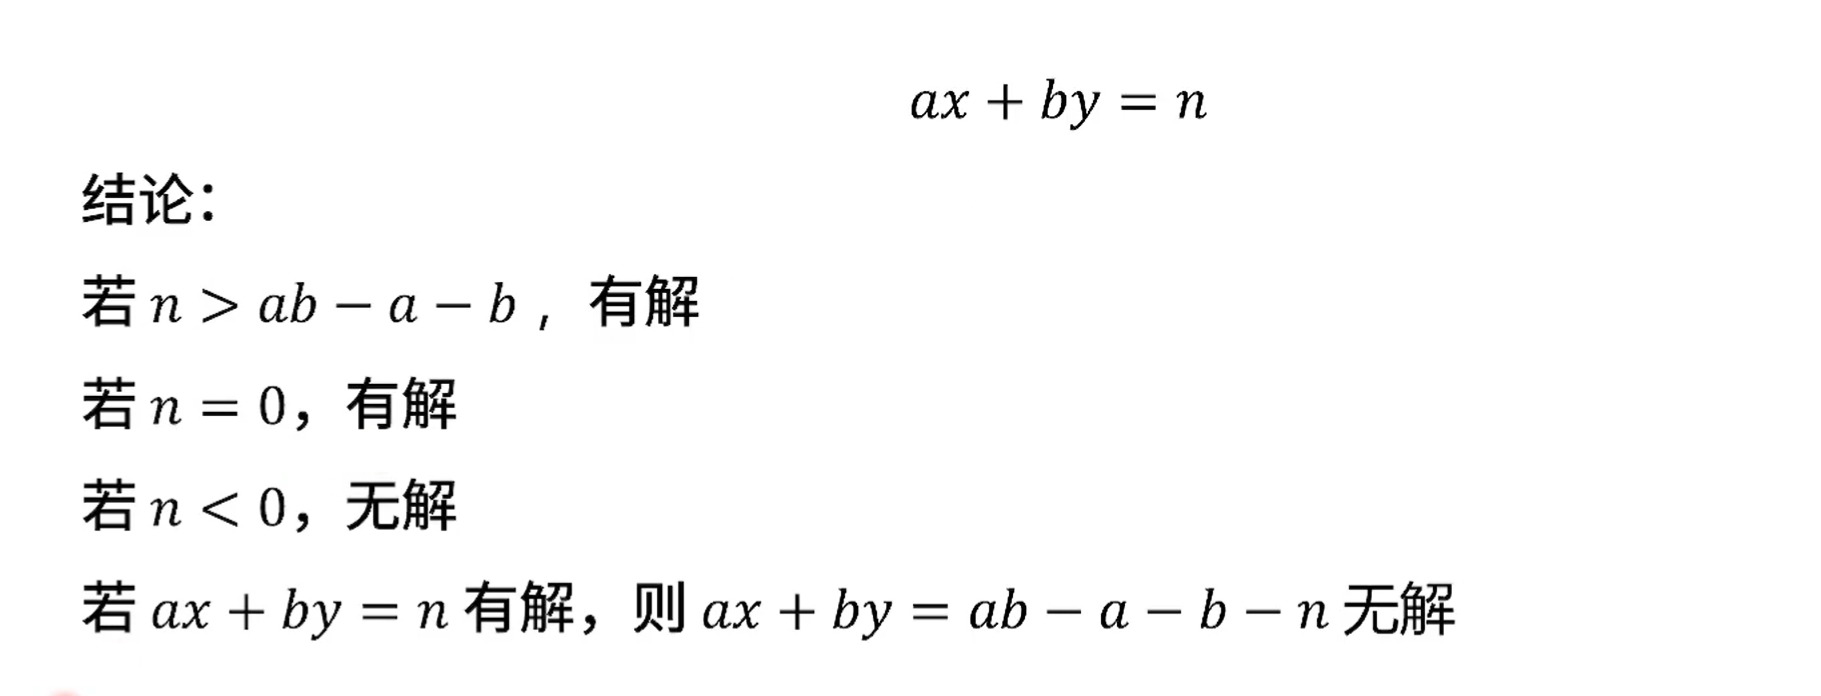 ax + by = n
结论：
若 n > ab − a − b ，有解
若 n = 0，有解
若 n < 0，无解
若 ax + by = n 有解，则 ax + by = ab − a − b − n 无解